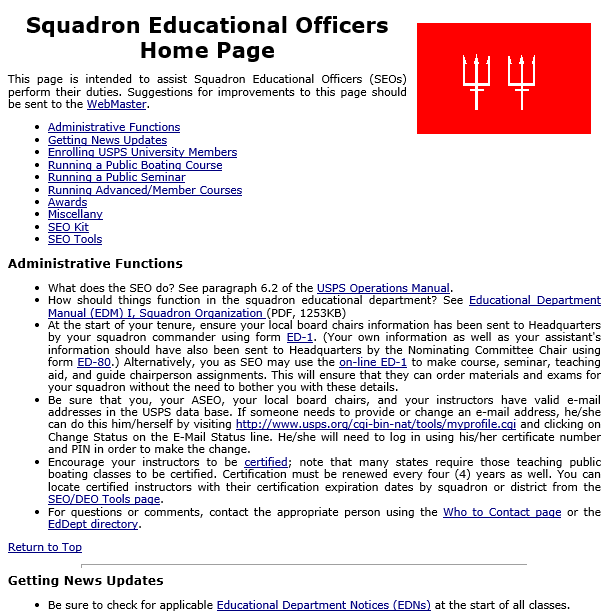 Squadron Educational Officers
Home Page
This page is intended to assist Squadron Educational Officers (SEOs)
perform their duties. Suggestions for improvements to this page should
be sent to the WebMaster.
• Administrative Functions
• Getting News Updates
• Enrolling USPS University Members
• Running a Public Boating Course
• Running a Public Seminar
• Running Advanced/Member Courses
• Awards
• Miscellany
• SEO Kit
• SEO Tools
Administrative Functions
• What does the SEO do? See paragraph 6.2 of the USPS Operations Manual.
• How should things function in the squadron educational department? See Educational Department
Manual (EDM) I, Squadron Organization (PDF, 1253KB)
• At the start of your tenure, ensure your local board chairs information has been sent to Headquarters
by your squadron commander using form ED-1. (Your own information as well as your assistant's
information should have also been sent to Headquarters by the Nominating Committee Chair using
form ED-80.) Alternatively, you as SEO may use the on-line ED-1 to make course, seminar, teaching
aid, and guide chairperson assignments. This will ensure that they can order materials and exams for
your squadron without the need to bother you with these details.
• Be sure that you, your ASEO, your local board chairs, and your instructors have valid e-mail
addresses in the USPS data base. If someone needs to provide or change an e-mail address, he/she
can do this him/herself by visiting http://www.usps.org/cgi-bin-nat/tools/myprofile.cgi and clicking on
Change Status on the E-Mail Status line. He/she will need to log in using his/her certificate number
and PIN in order to make the change.
• Encourage your instructors to be certified; note that many states require those teaching public
boating classes to be certified. Certification must be renewed every four (4) years as well. You can
locate certified instructors with their certification expiration dates by squadron or district from the
SEO/DEO Tools page.
• For questions or comments, contact the appropriate person using the Who to Contact page or the
EdDept directory.
Return to Top
Getting News Updates
• Be sure to check for applicable Educational Department Notices (EDNs) at the start of all classes.